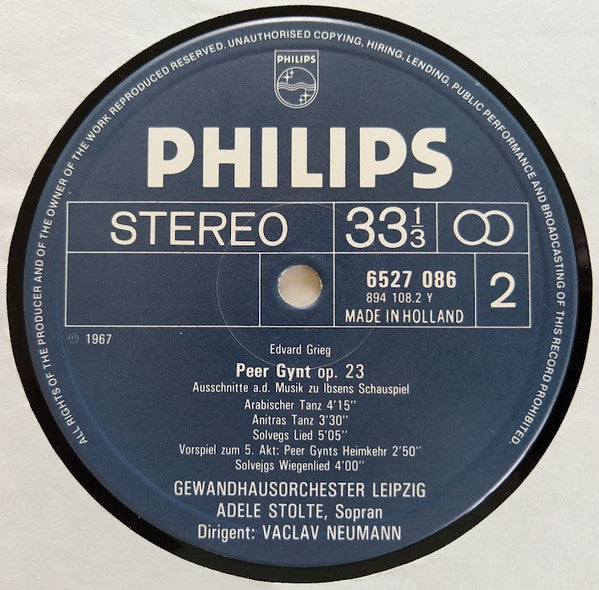 ALL RIGHTS OF THE PRODUCER AND OF THE OWNER OF THE WORK REPRODUCED RESERVED. UNAUTHORISED COPYING, HIRING, LENDING, PUBLIC PERFORMANCE AND BROADCASTING OF THIS RECORD PROHIBITED.
PHILIPS
PHILIPS
STEREO 33 1/3
6527 086
894 108.2 Y
MADE IN HOLLAND
2
℗ 1967
Edvard Grieg
Peer Gynt op. 23
Ausschnitte a.d. Musik zu Ibsens Schauspiel
Arabischer Tanz 4'15''
Anitras Tanz 3'30''
Solvegs Lied 5'05''
Vorspiel zum 5. Akt: Peer Gynts Heimkehr 2'50''
Solvejgs Wiegenlied 4'00''
GEWANDHAUSORCHESTER LEIPZIG
ADELE STOLTE, Sopran
Dirigent: VACLAV NEUMANN